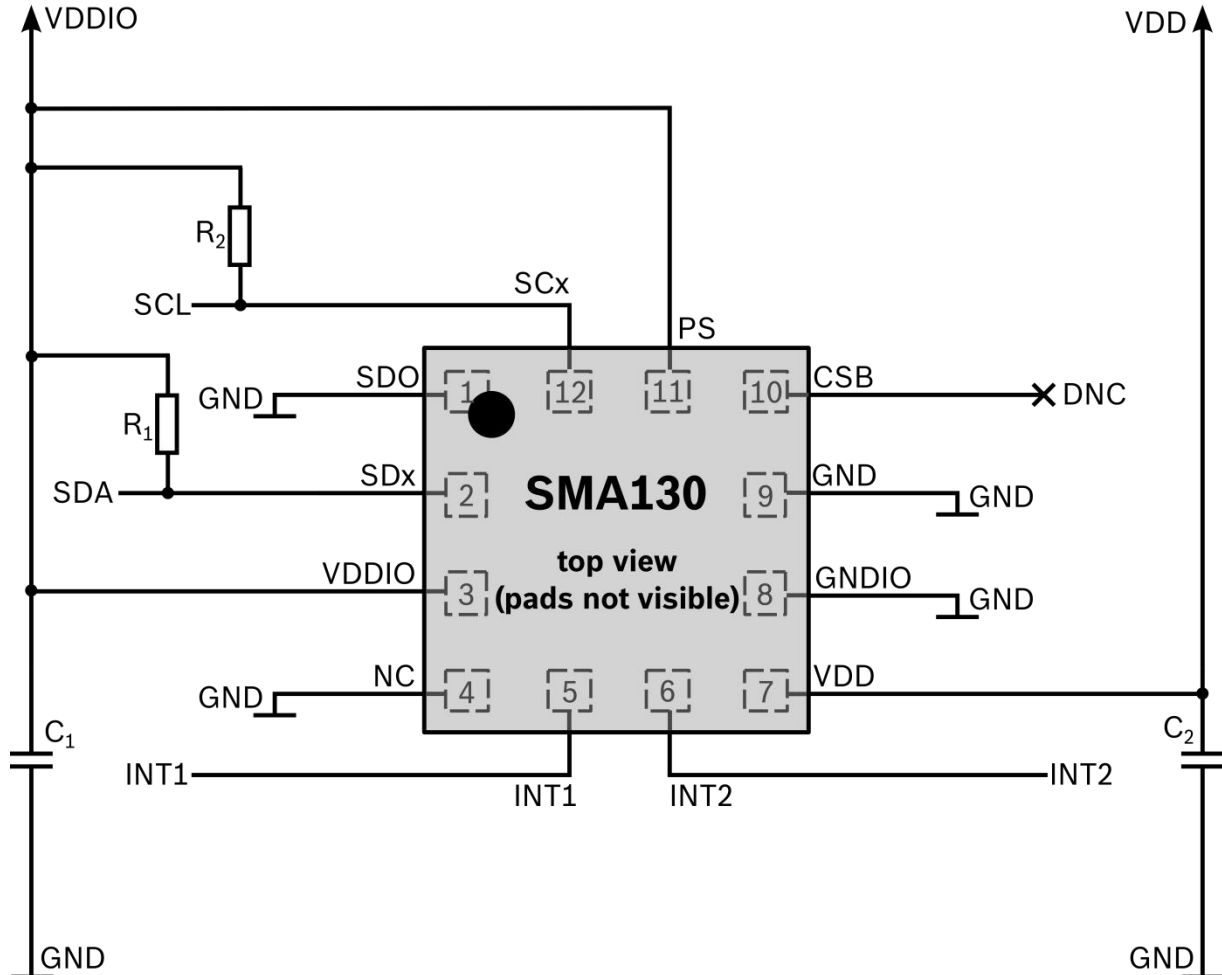 VDDIO
VDD
R₂
SCx
SCL
PS
SDO
1
12
11
10
CSB
GND
DNC
R₁
SDA
SDx
2
SMA130
9
GND
GND
top view
VDDIO
3
(pads not visible)
8
GNDIO
GND
NC
GND
4
5
6
7
VDD
C₁
C₂
INT1
INT1
INT2
INT2
GND
GND